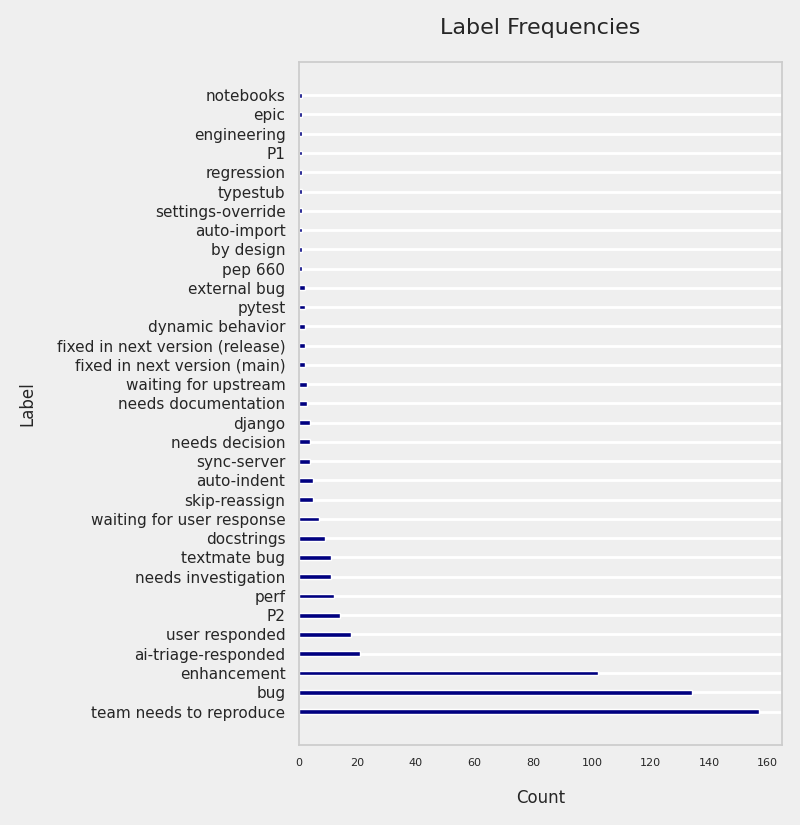 Label Frequencies
notebooks
epic
engineering
P1
regression
typestub
settings-override
auto-import
by design
pep 660
external bug
pytest
dynamic behavior
fixed in next version (release)
fixed in next version (main)
waiting for upstream
needs documentation
django
needs decision
sync-server
auto-indent
skip-reassign
waiting for user response
docstrings
textmate bug
needs investigation
perf
P2
user responded
ai-triage-responded
enhancement
bug
team needs to reproduce
Label
0 20 40 60 80 100 120 140 160
Count